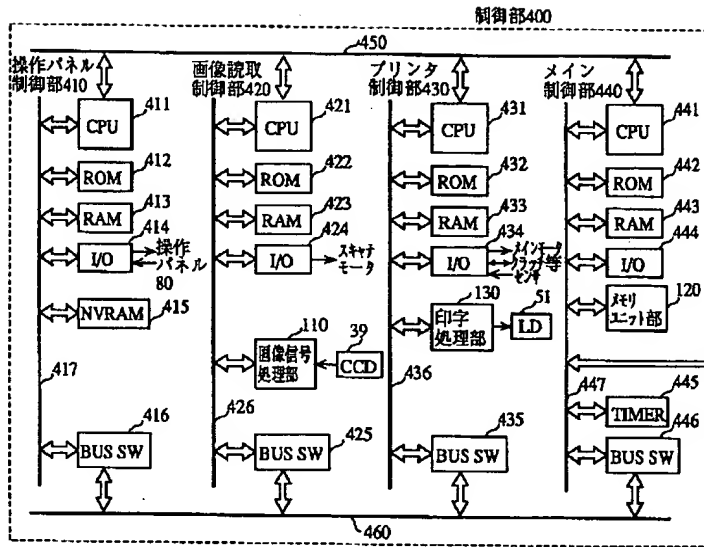 制御部400
450
操作パネル
制御部410
画像読取
制御部420
プリンタ
制御部430
メイン
制御部440
411
CPU
421
CPU
431
CPU
441
CPU
412
ROM
422
ROM
432
ROM
442
ROM
413
RAM
423
RAM
433
RAM
443
RAM
414
I/O
操作
パネル
80
424
I/O
スキャナ
モータ
434
I/O
メインモータ
クラッチ等
センサ
444
I/O
NVRAM
415
130
印字
処理部
51
LD
メモリ
ユニット部
120
110
画像信号
処理部
39
CCD
417
426
436
447
445
TIMER
416
BUS SW
425
BUS SW
435
BUS SW
446
BUS SW
460